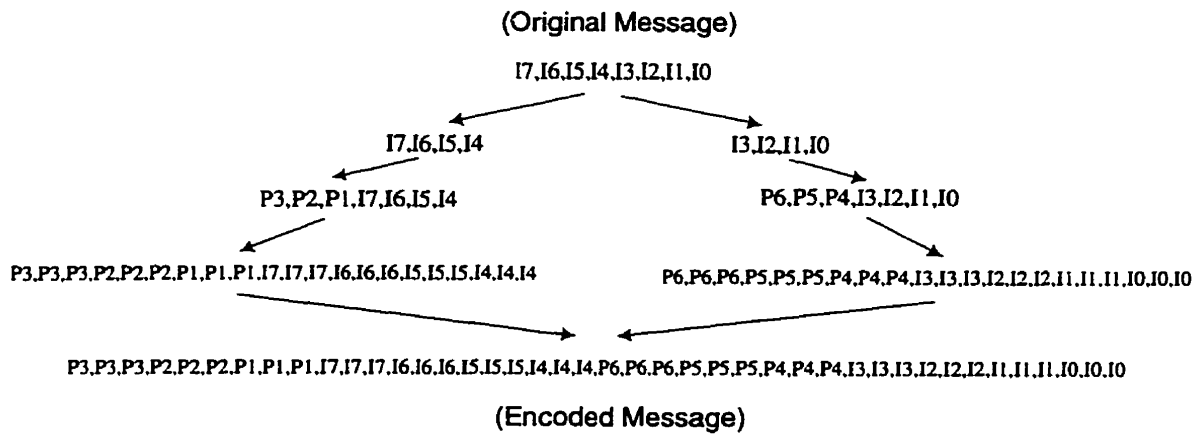 (Original Message)
I7,I6,I5,I4,I3,I2,I1,I0
I7,I6,I5,I4
I3,I2,I1,I0
P3,P2,P1,I7,I6,I5,I4
P6,P5,P4,I3,I2,I1,I0
P3,P3,P3,P2,P2,P2,P1,P1,P1,I7,I7,I7,I6,I6,I6,I5,I5,I5,I4,I4,I4
P6,P6,P6,P5,P5,P5,P4,P4,P4,I3,I3,I3,I2,I2,I2,I1,I1,I1,I0,I0,I0
P3,P3,P3,P2,P2,P2,P1,P1,P1,I7,I7,I7,I6,I6,I6,I5,I5,I5,I4,I4,I4,P6,P6,P6,P5,P5,P5,P4,P4,P4,I3,I3,I3,I2,I2,I2,I1,I1,I1,I0,I0,I0
(Encoded Message)